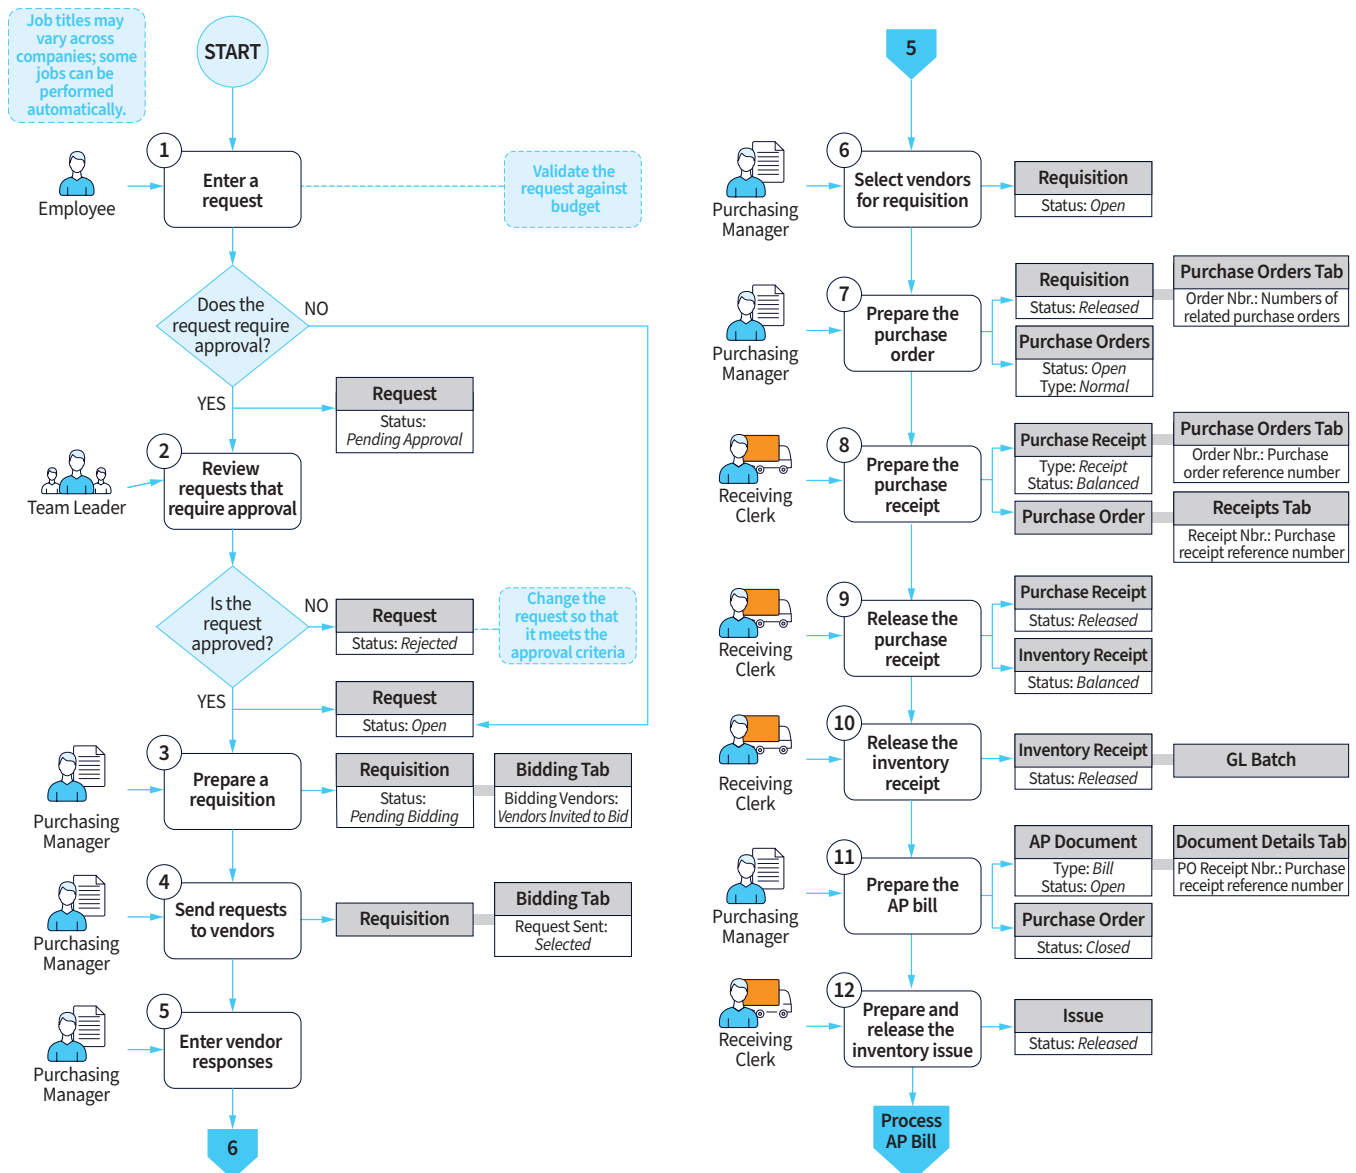 Job titles may
vary across
companies; some
jobs can be
performed
automatically.
START
1
Enter a
request
Employee
Validate the
request against
budget
Does the
request require
approval?
NO
YES
Request
Status:
Pending Approval
2
Review
requests that
require approval
Team Leader
Is the
request
approved?
NO
Request
Status: Rejected
Change the
request so that
it meets the
approval criteria
YES
Request
Status: Open
3
Prepare a
requisition
Purchasing
Manager
Requisition
Status:
Pending Bidding
Bidding Tab
Bidding Vendors:
Vendors Invited to Bid
4
Send requests
to vendors
Purchasing
Manager
Requisition
Bidding Tab
Request Sent:
Selected
5
Enter vendor
responses
Purchasing
Manager
6
5
6
Select vendors
for requisition
Purchasing
Manager
Requisition
Status: Open
7
Prepare the
purchase
order
Purchasing
Manager
Requisition
Status: Released
Purchase Orders Tab
Order Nbr.: Numbers of
related purchase orders
Purchase Orders
Status: Open
Type: Normal
8
Prepare the
purchase
receipt
Receiving
Clerk
Purchase Receipt
Type: Receipt
Status: Balanced
Purchase Orders Tab
Order Nbr.: Purchase
order reference number
Purchase Order
Receipts Tab
Receipt Nbr.: Purchase
receipt reference number
9
Release the
purchase
receipt
Receiving
Clerk
Purchase Receipt
Status: Released
Inventory Receipt
Status: Balanced
10
Release the
inventory
receipt
Receiving
Clerk
Inventory Receipt
Status: Released
GL Batch
11
Prepare the
AP bill
Purchasing
Manager
AP Document
Type: Bill
Status: Open
Document Details Tab
PO Receipt Nbr.: Purchase
receipt reference number
Purchase Order
Status: Closed
12
Prepare and
release the
inventory issue
Receiving
Clerk
Issue
Status: Released
Process
AP Bill